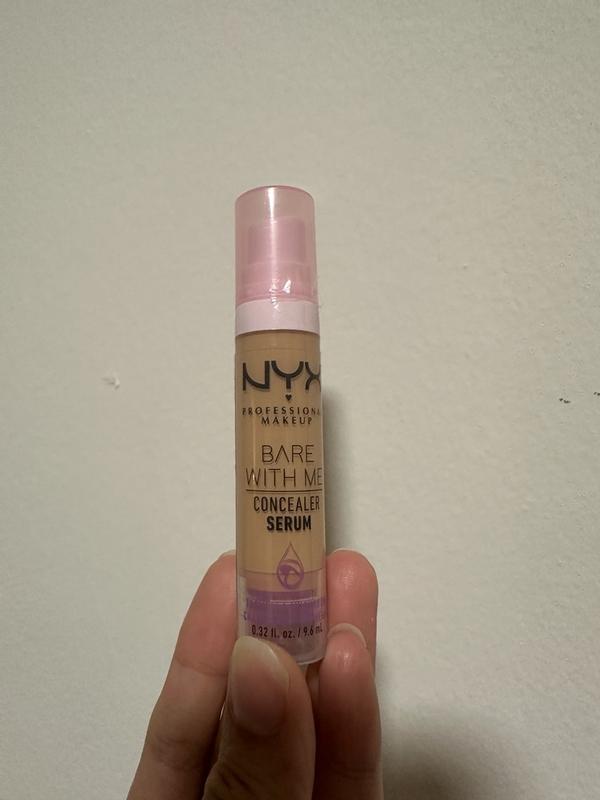 NYX
PROFESSIONAL
MAKEUP
BARE
WITH ME
CONCEALER
SERUM
0.32 fl. oz. / 9.6 mL